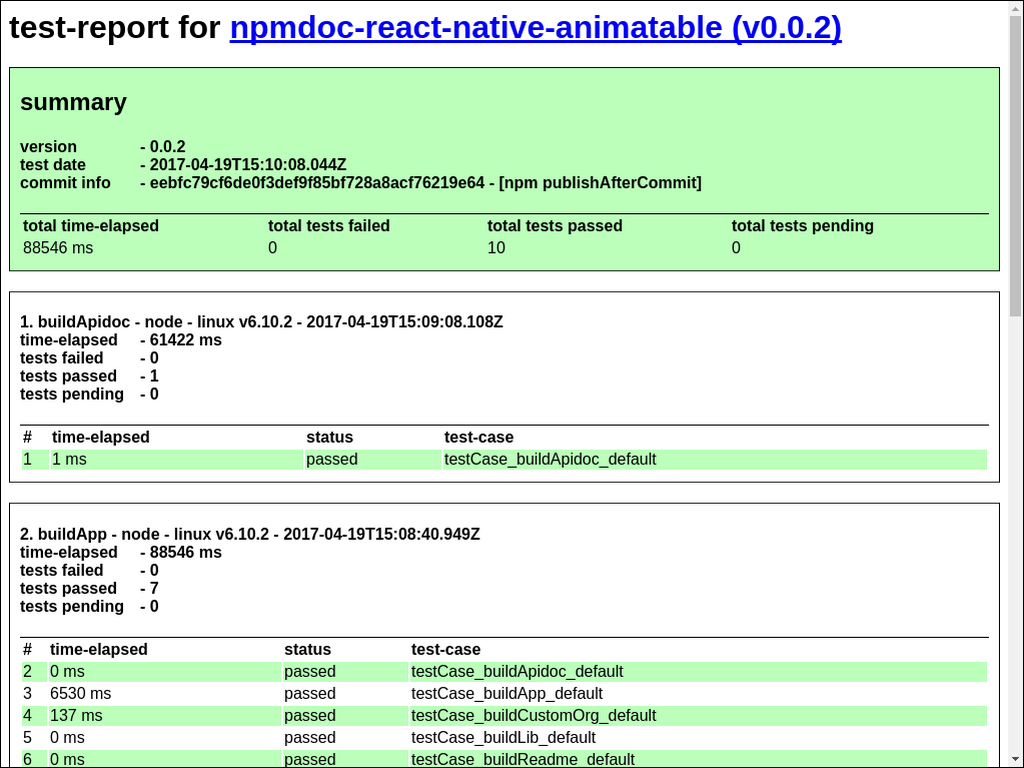 test-report for npmdoc-react-native-animatable (v0.0.2)
summary
version - 0.0.2
test date - 2017-04-19T15:10:08.044Z
commit info - eebfc79cf6de0f3def9f85bf728a8acf76219e64 - [npm publishAfterCommit]
total time-elapsed total tests failed total tests passed total tests pending
88546 ms 0 10 0
1. buildApidoc - node - linux v6.10.2 - 2017-04-19T15:09:08.108Z
time-elapsed - 61422 ms
tests failed - 0
tests passed - 1
tests pending - 0
# time-elapsed status test-case
1 1 ms passed testCase_buildApidoc_default
2. buildApp - node - linux v6.10.2 - 2017-04-19T15:08:40.949Z
time-elapsed - 88546 ms
tests failed - 0
tests passed - 7
tests pending - 0
# time-elapsed status test-case
2 0 ms passed testCase_buildApidoc_default
3 6530 ms passed testCase_buildApp_default
4 137 ms passed testCase_buildCustomOrg_default
5 0 ms passed testCase_buildLib_default
6 0 ms passed testCase_buildReadme_default